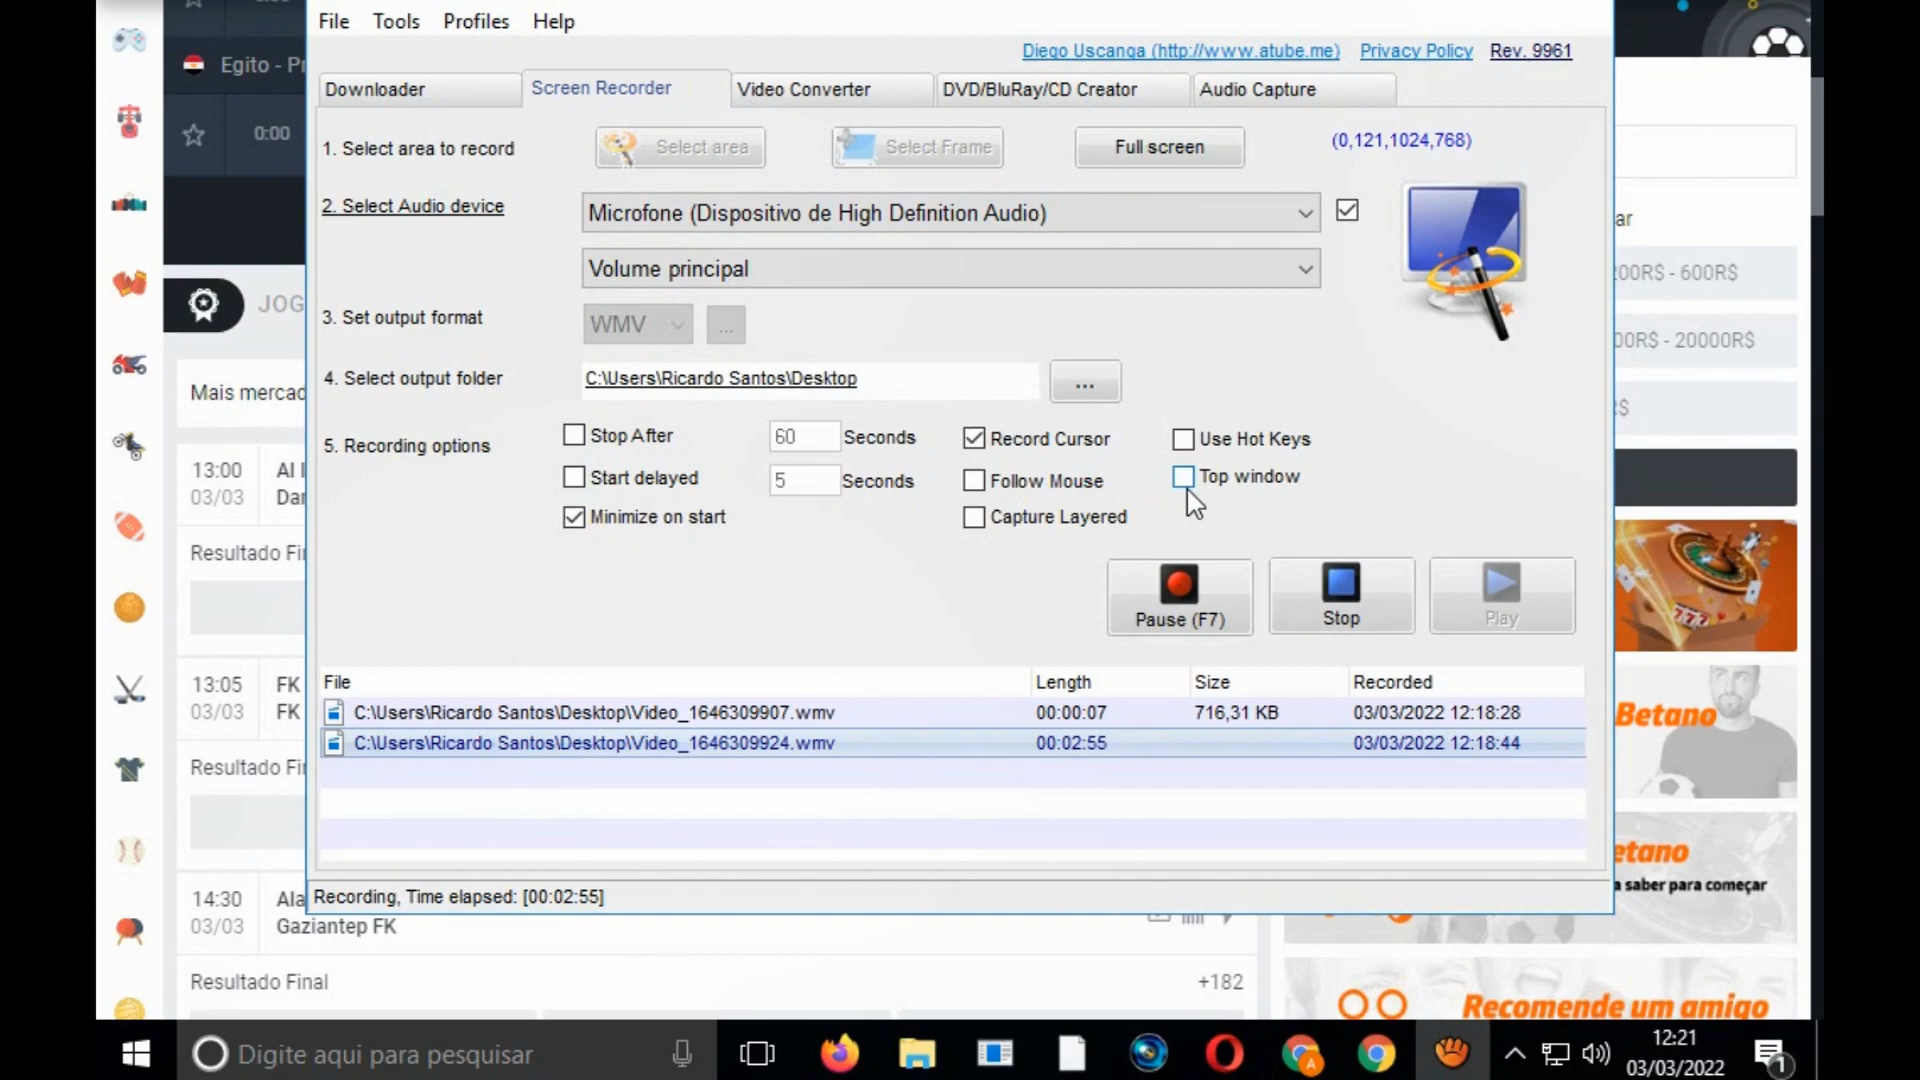 File Tools Profiles Help
Diego Uscanga (http://www.atube.me) Privacy Policy Rev. 9961
Downloader Screen Recorder Video Converter DVD/BluRay/CD Creator Audio Capture
1. Select area to record Select area Select Frame Full screen (0,121,1024,768)
2. Select Audio device Microfone (Dispositivo de High Definition Audio)
Volume principal
3. Set output format WMV ...
4. Select output folder C:\Users\Ricardo Santos\Desktop ...
5. Recording options
Stop After 60 Seconds Record Cursor Use Hot Keys
Start delayed 5 Seconds Follow Mouse Top window
Minimize on start Capture Layered
Pause (F7) Stop Play
File Length Size Recorded
C:\Users\Ricardo Santos\Desktop\Video_1646309907.wmv 00:00:07 716,31 KB 03/03/2022 12:18:28
C:\Users\Ricardo Santos\Desktop\Video_1646309924.wmv 00:02:55 03/03/2022 12:18:44
Recording, Time elapsed: [00:02:55]
Egito - Pr
0:00
JOG
Mais mercad
13:00 Al
03/03 Dar
Resultado Fi
13:05 FK
03/03 FK
Resultado Fi
14:30 Ala
03/03 Gaziantep FK
Resultado Final +182
ar
00R$ - 600R$
00R$ - 20000R$
R$
777
Betano
etano
a saber para começar
Recomende um amigo
Digite aqui para pesquisar
A
12:21
03/03/2022
1